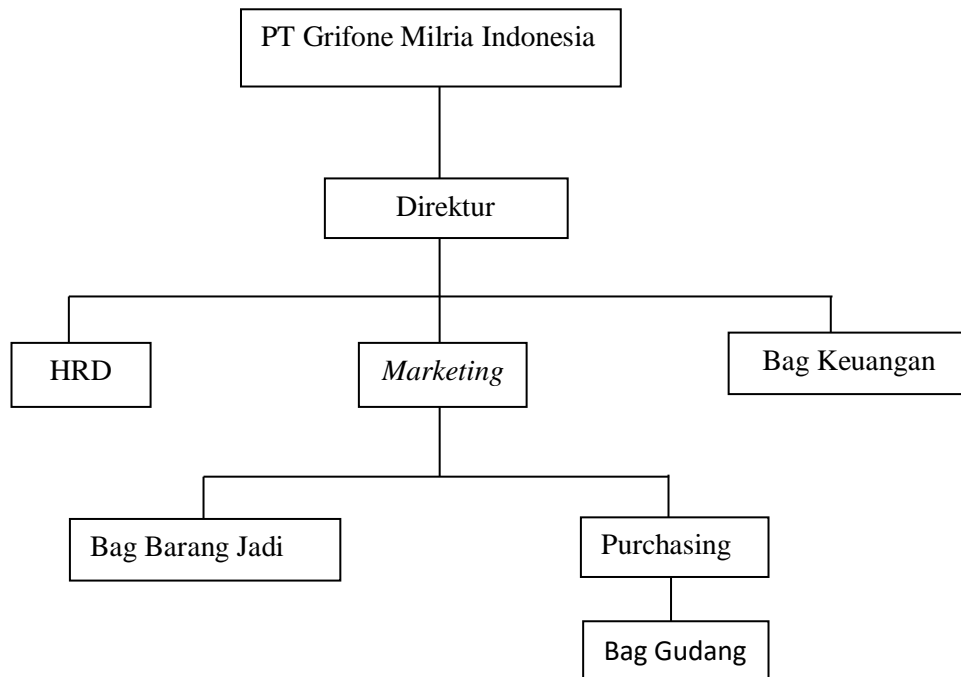 PT Grifone Milria Indonesia
Direktur
HRD
Marketing
Bag Keuangan
Bag Barang Jadi
Purchasing
Bag Gudang